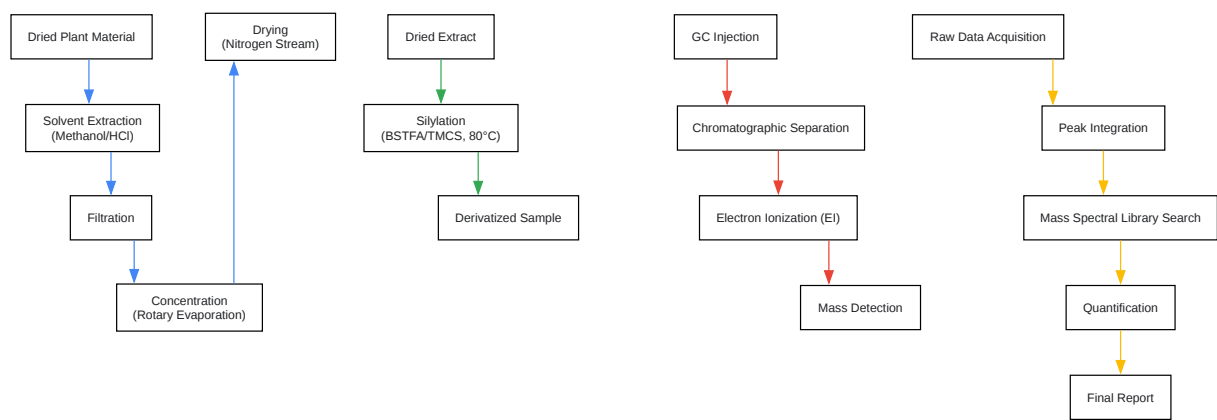 Dried Plant Material
Solvent Extraction
(Methanol/HCl)
Filtration
Concentration
(Rotary Evaporation)
Drying
(Nitrogen Stream)
Dried Extract
Silylation
(BSTFA/TMCS, 80°C)
Derivatized Sample
GC Injection
Chromatographic Separation
Electron Ionization (EI)
Mass Detection
Raw Data Acquisition
Peak Integration
Mass Spectral Library Search
Quantification
Final Report